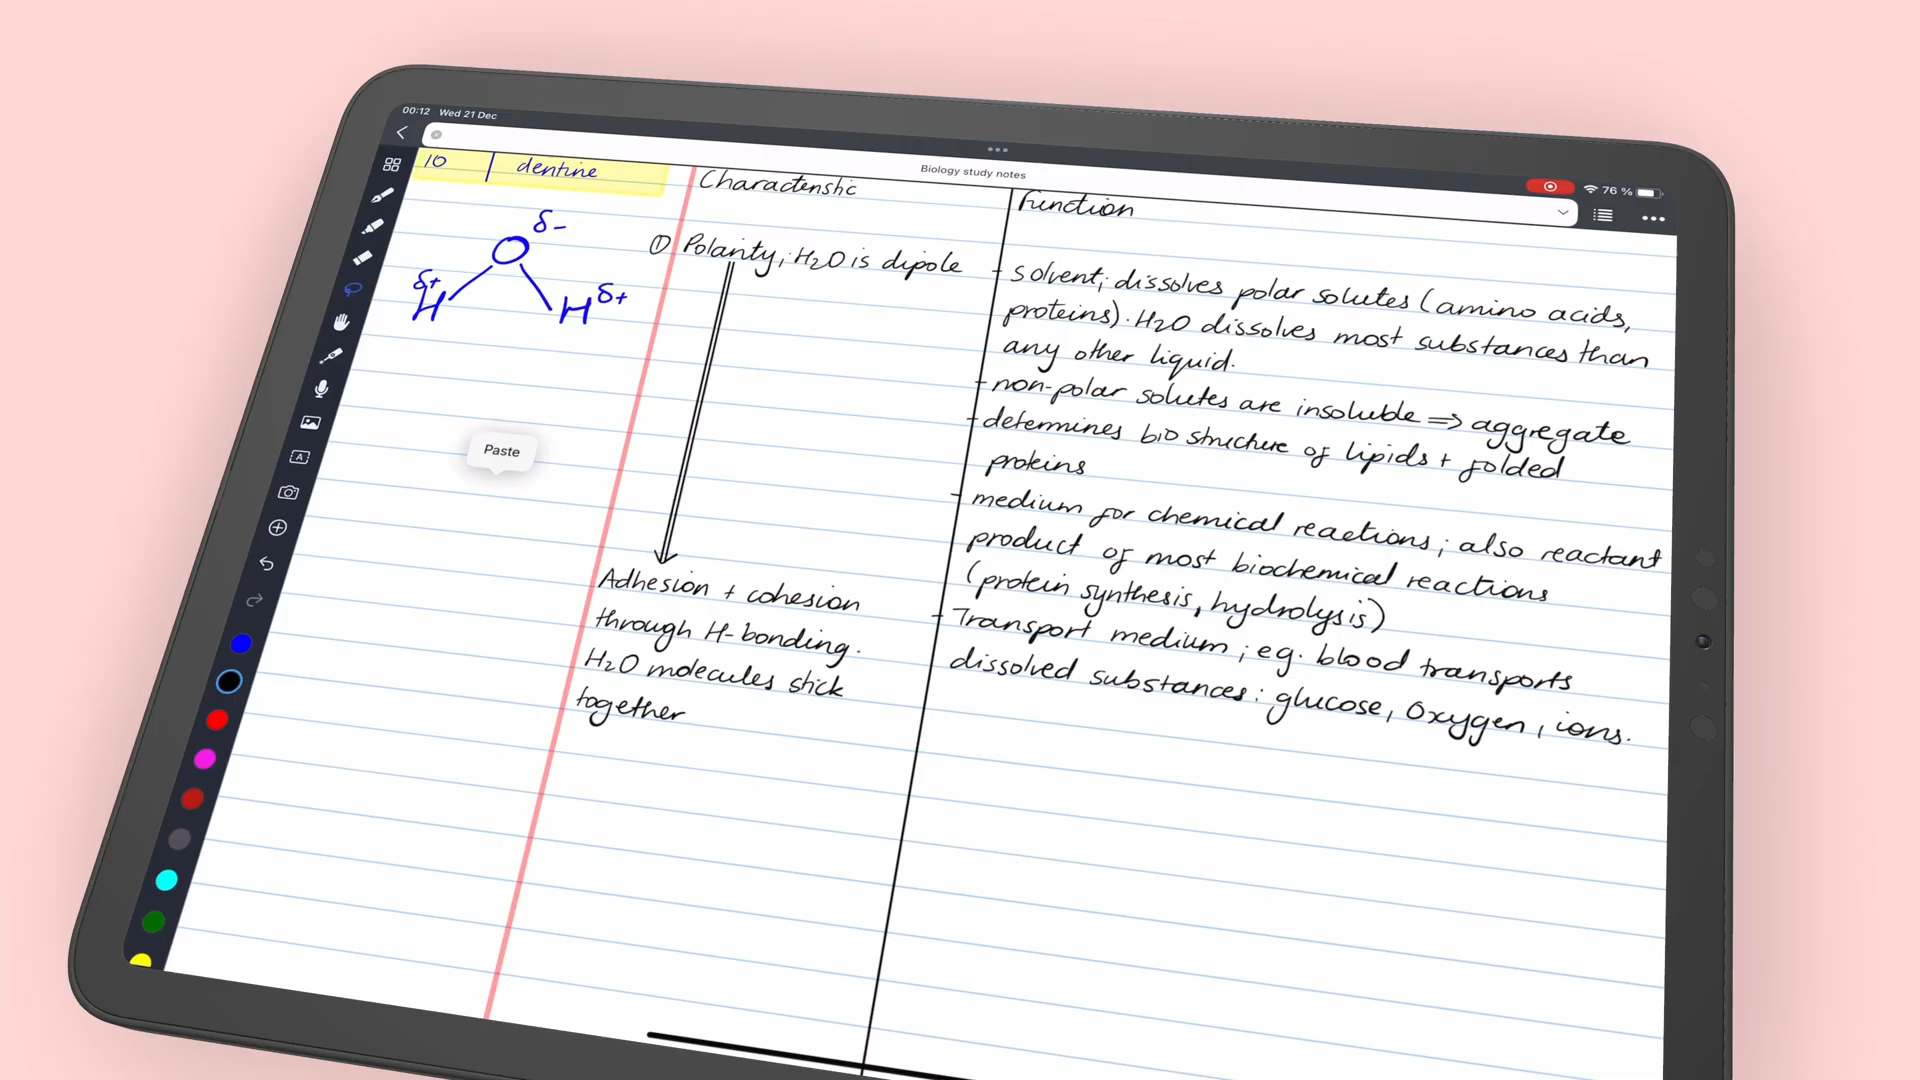 00:12 Wed 21 Dec
Biology study notes
76 %
10 | dentine
Characteristic
Function
δ-
O
δ+
H
H δ+
① Polarity; H2O is dipole
Adhesion + cohesion
through H-bonding.
H2O molecules stick
together
- solvent; dissolves polar solutes (amino acids,
proteins). H2O dissolves most substances than
any other liquid.
- non-polar solutes are insoluble ⇒ aggregate
- determines bio structure of lipids + folded
proteins
- medium for chemical reactions; also reactant
product of most biochemical reactions
(protein synthesis, hydrolysis)
- Transport medium; eg. blood transports
dissolved substances: glucose, oxygen, ions.
Paste
A